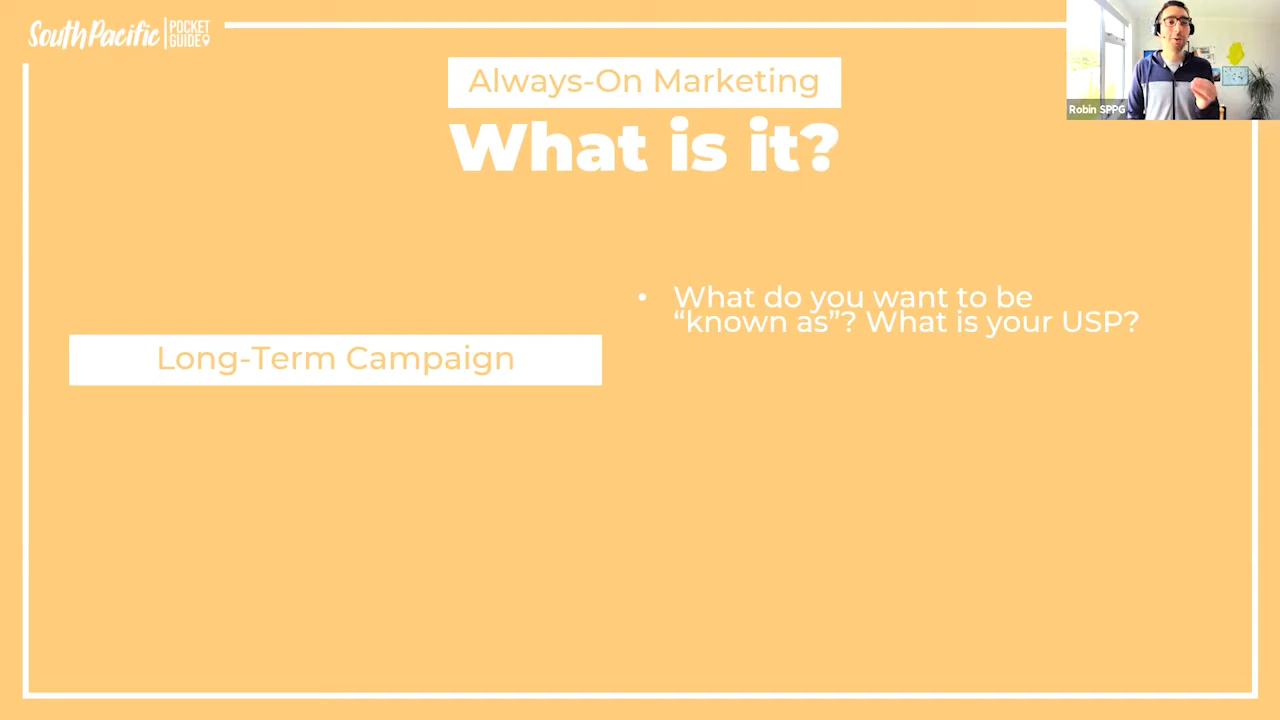 South Pacific POCKET GUIDE
Robin SPPG
Always-On Marketing
What is it?
• What do you want to be
“known as”? What is your USP?
Long-Term Campaign